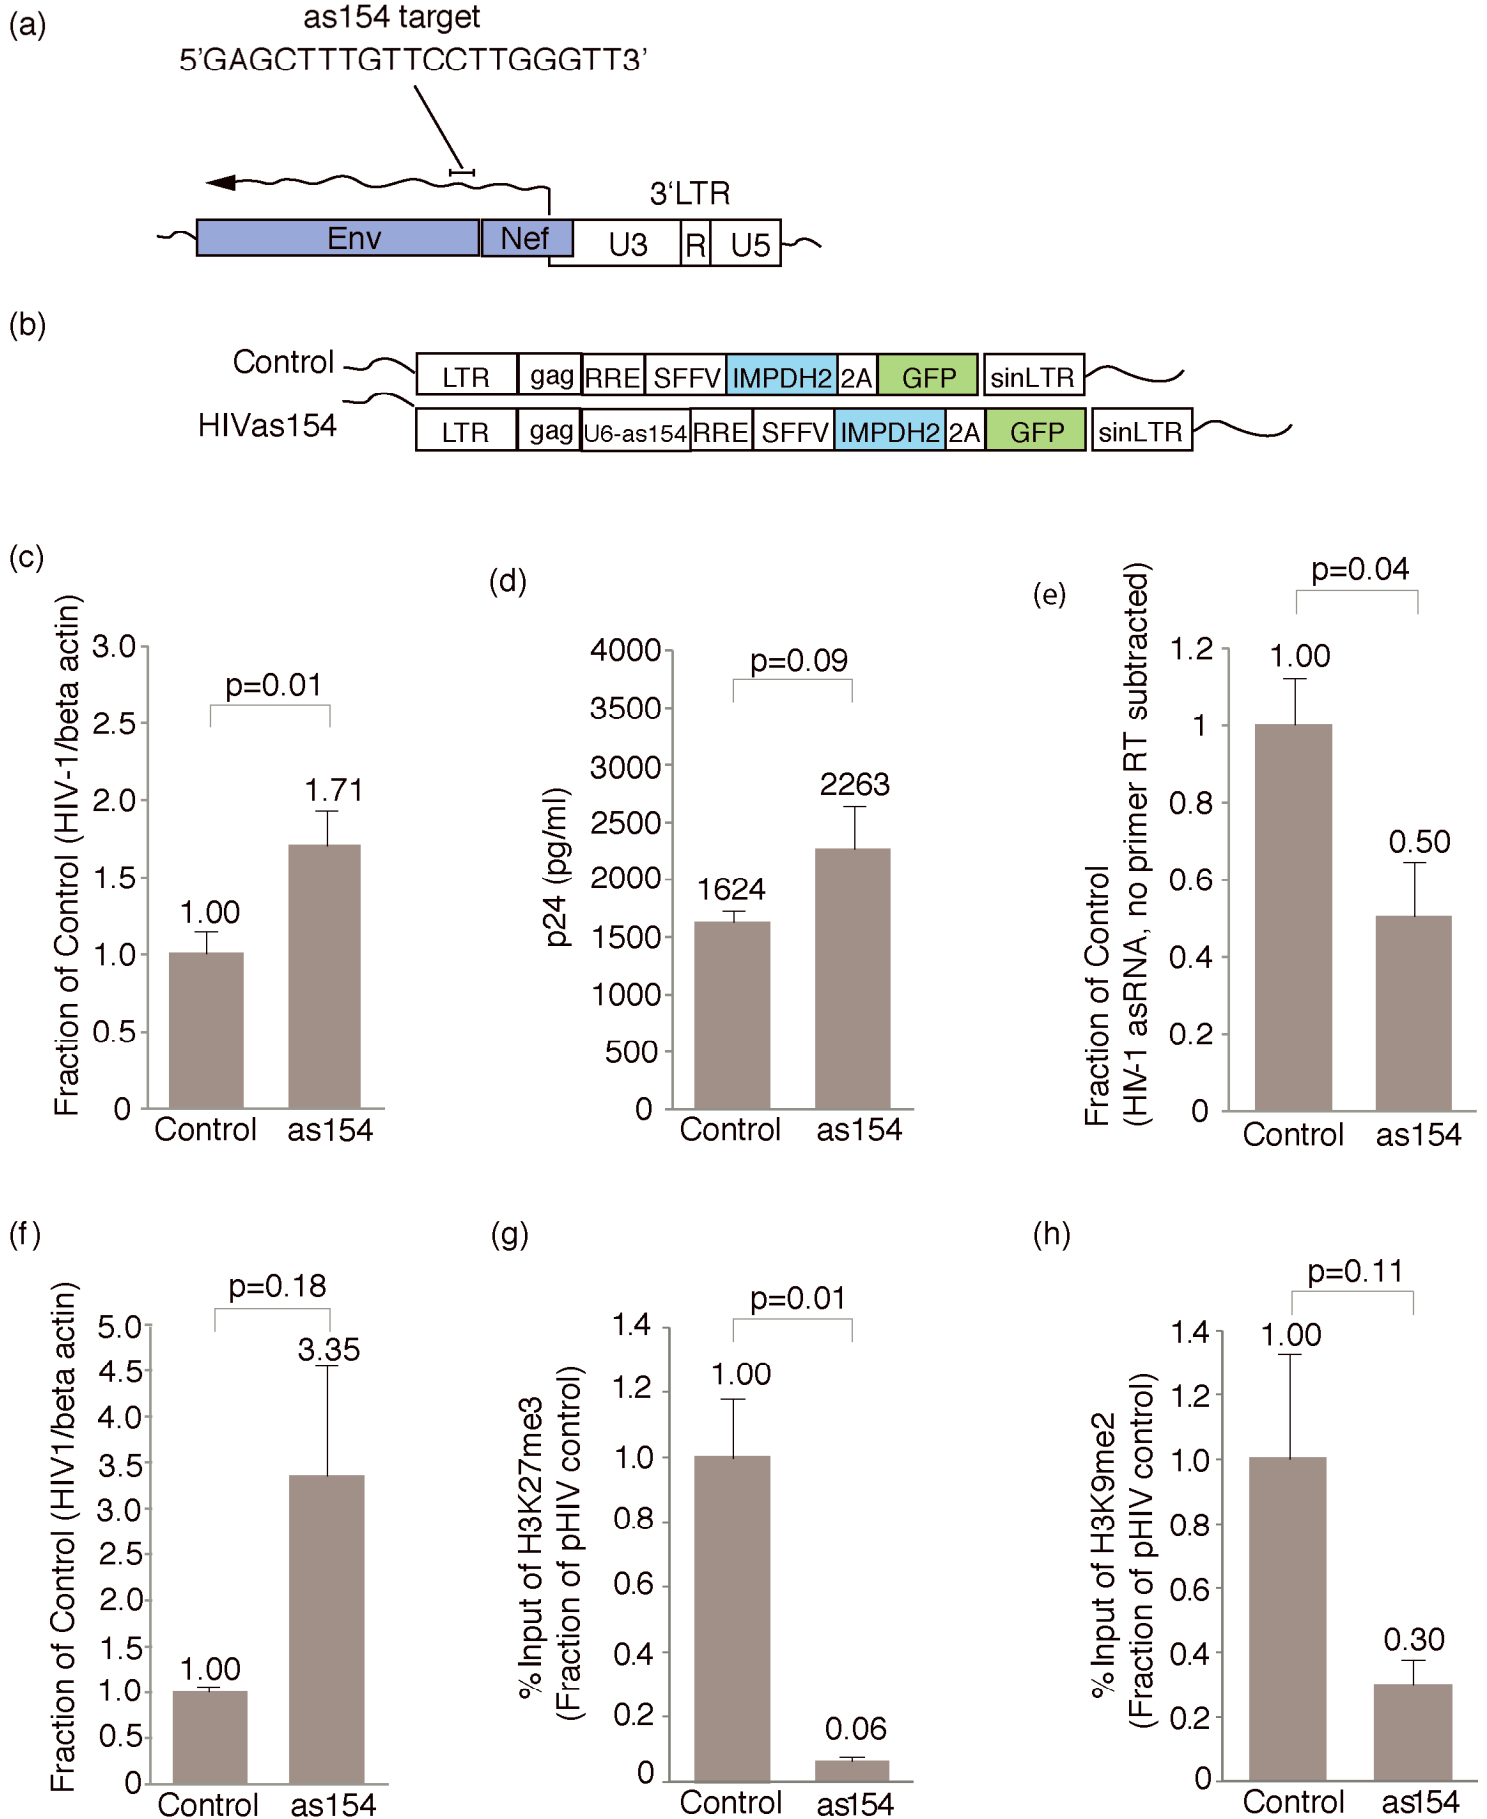 (a)
as154 target
5'GAGCTTTGTTCCTTGGGTT3'
3'LTR
Env
Nef
U3
R
U5
(b)
Control
LTR
gag
RRE
SFFV
IMPDH2
2A
GFP
sinLTR
HIVas154
LTR
gag
U6-as154
RRE
SFFV
IMPDH2
2A
GFP
sinLTR
(c)
Fraction of Control (HIV-1/beta actin)
3.0
2.5
2.0
1.5
1.0
0.5
0
p=0.01
1.00
1.71
Control
as154
(d)
p24 (pg/ml)
4000
3500
3000
2500
2000
1500
1000
500
0
p=0.09
1624
2263
Control
as154
(e)
Fraction of Control
(HIV-1 asRNA, no primer RT subtracted)
1.2
1
0.8
0.6
0.4
0.2
0
p=0.04
1.00
0.50
Control
as154
(f)
Fraction of Control (HIV1/beta actin)
5.0
4.5
4.0
3.5
3.0
2.5
2.0
1.5
1.0
0.5
0
p=0.18
1.00
3.35
Control
as154
(g)
% Input of H3K27me3
(Fraction of pHIV control)
1.4
1.2
1.0
0.8
0.6
0.4
0.2
0
p=0.01
1.00
0.06
Control
as154
(h)
% Input of H3K9me2
(Fraction of pHIV control)
1.4
1.2
1.0
0.8
0.6
0.4
0.2
0
p=0.11
1.00
0.30
Control
as154